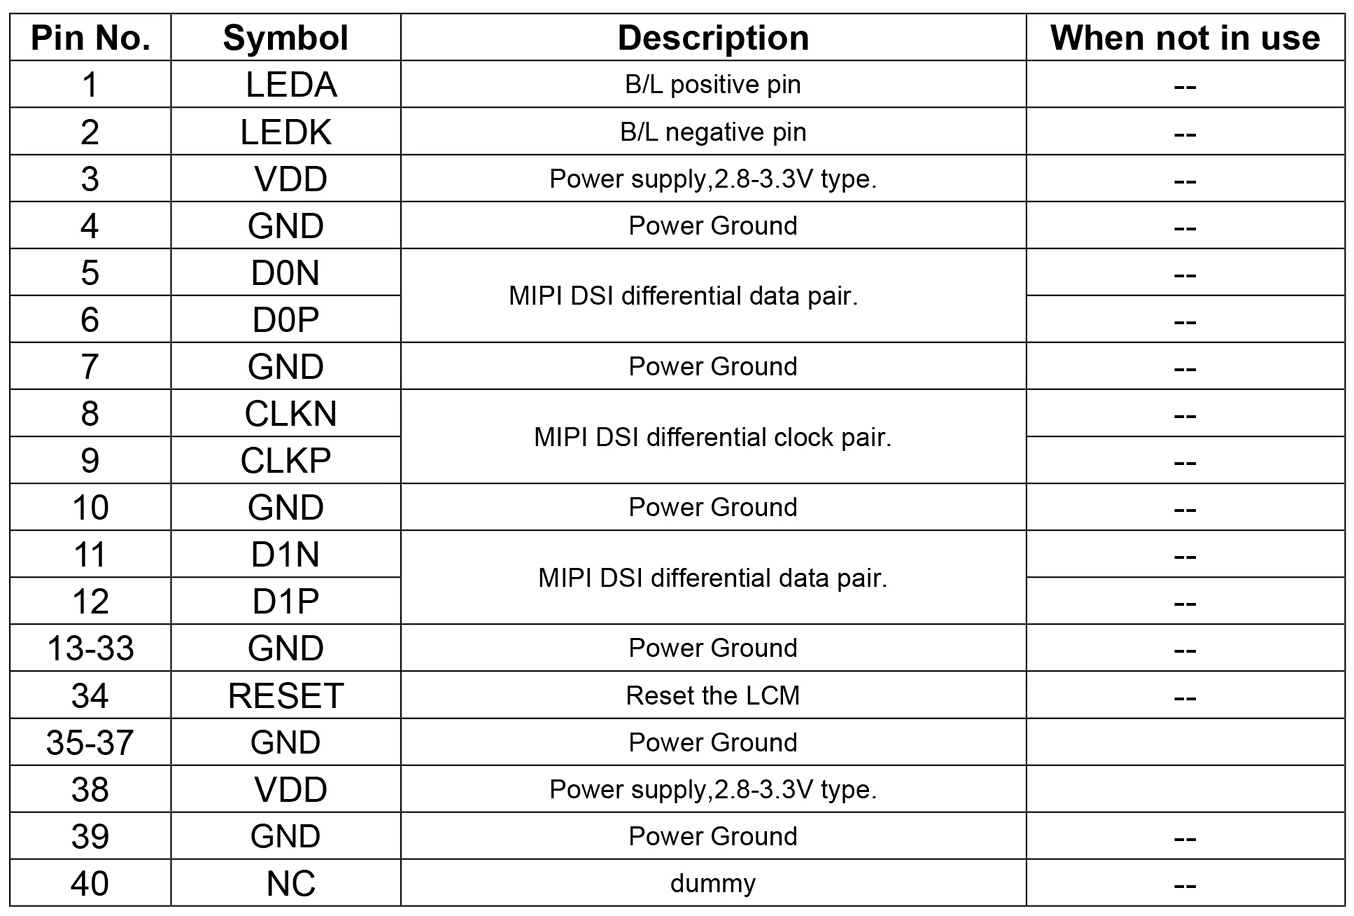 Pin No. Symbol Description When not in use
1 LEDA B/L positive pin --
2 LEDK B/L negative pin --
3 VDD Power supply,2.8-3.3V type. --
4 GND Power Ground --
5 D0N MIPI DSI differential data pair. --
6 D0P --
7 GND Power Ground --
8 CLKN MIPI DSI differential clock pair. --
9 CLKP --
10 GND Power Ground --
11 D1N MIPI DSI differential data pair. --
12 D1P --
13-33 GND Power Ground --
34 RESET Reset the LCM --
35-37 GND Power Ground
38 VDD Power supply,2.8-3.3V type.
39 GND Power Ground --
40 NC dummy --